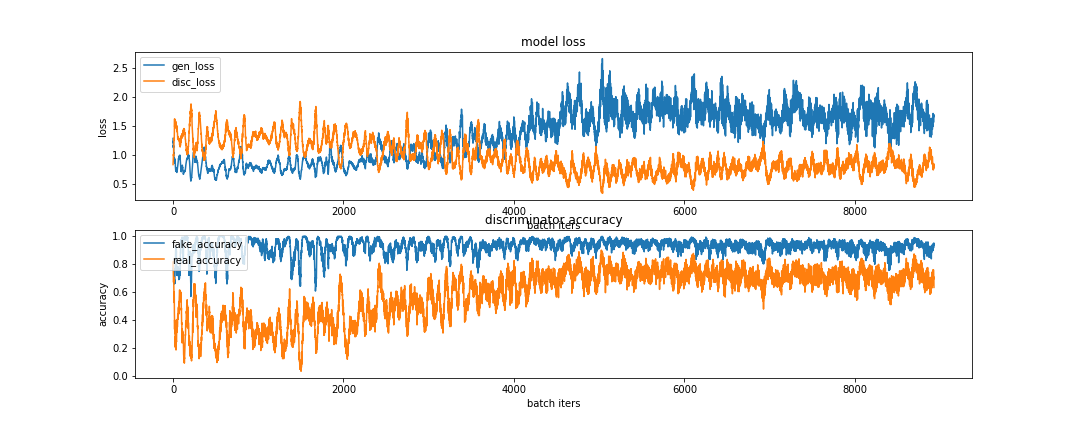 model loss
gen_loss
disc_loss
loss
2.5
2.0
1.5
1.0
0.5
0 2000 4000 6000 8000
batch iters
discriminator accuracy
fake_accuracy
real_accuracy
accuracy
1.0
0.8
0.6
0.4
0.2
0.0
0 2000 4000 6000 8000
batch iters